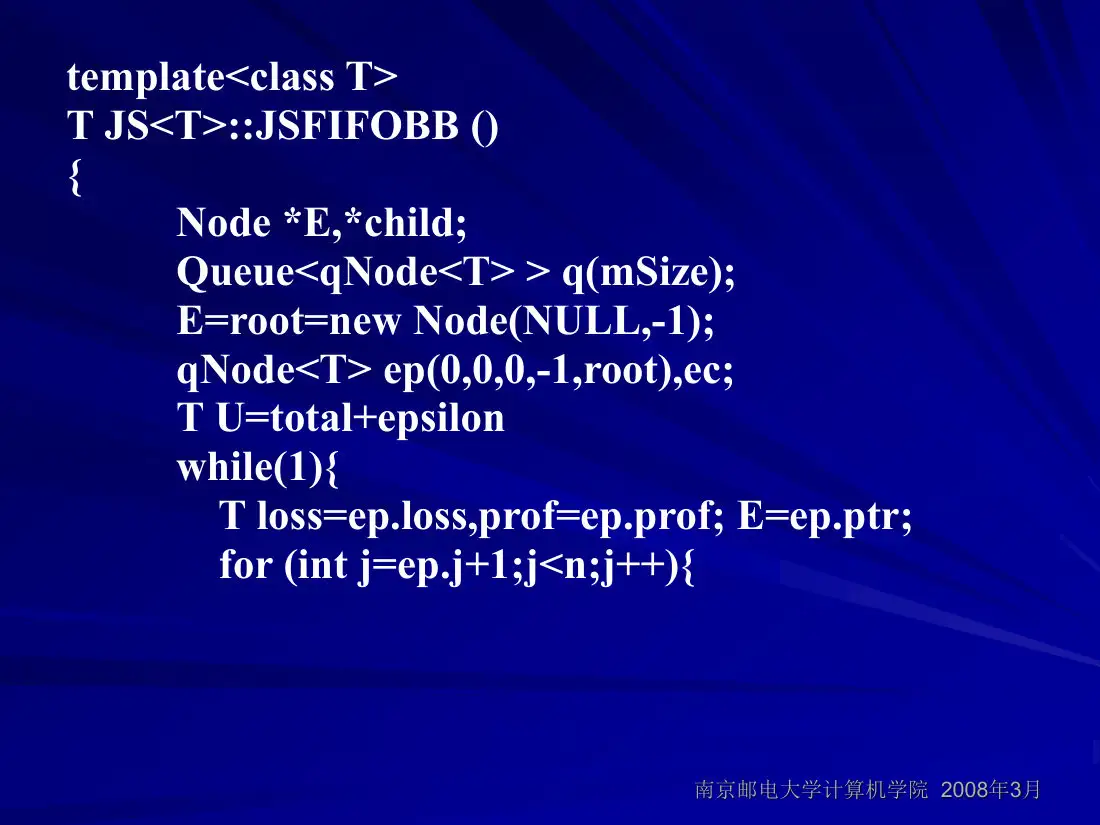 template<class T>
T JS<T>::JSFIFOBB ()
{
Node *E,*child;
Queue<qNode<T> > q(mSize);
E=root=new Node(NULL,-1);
qNode<T> ep(0,0,0,-1,root),ec;
T U=total+epsilon
while(1){
T loss=ep.loss,prof=ep.prof; E=ep.ptr;
for (int j=ep.j+1;j<n;j++){
南京邮电大学计算机学院 2008年3月